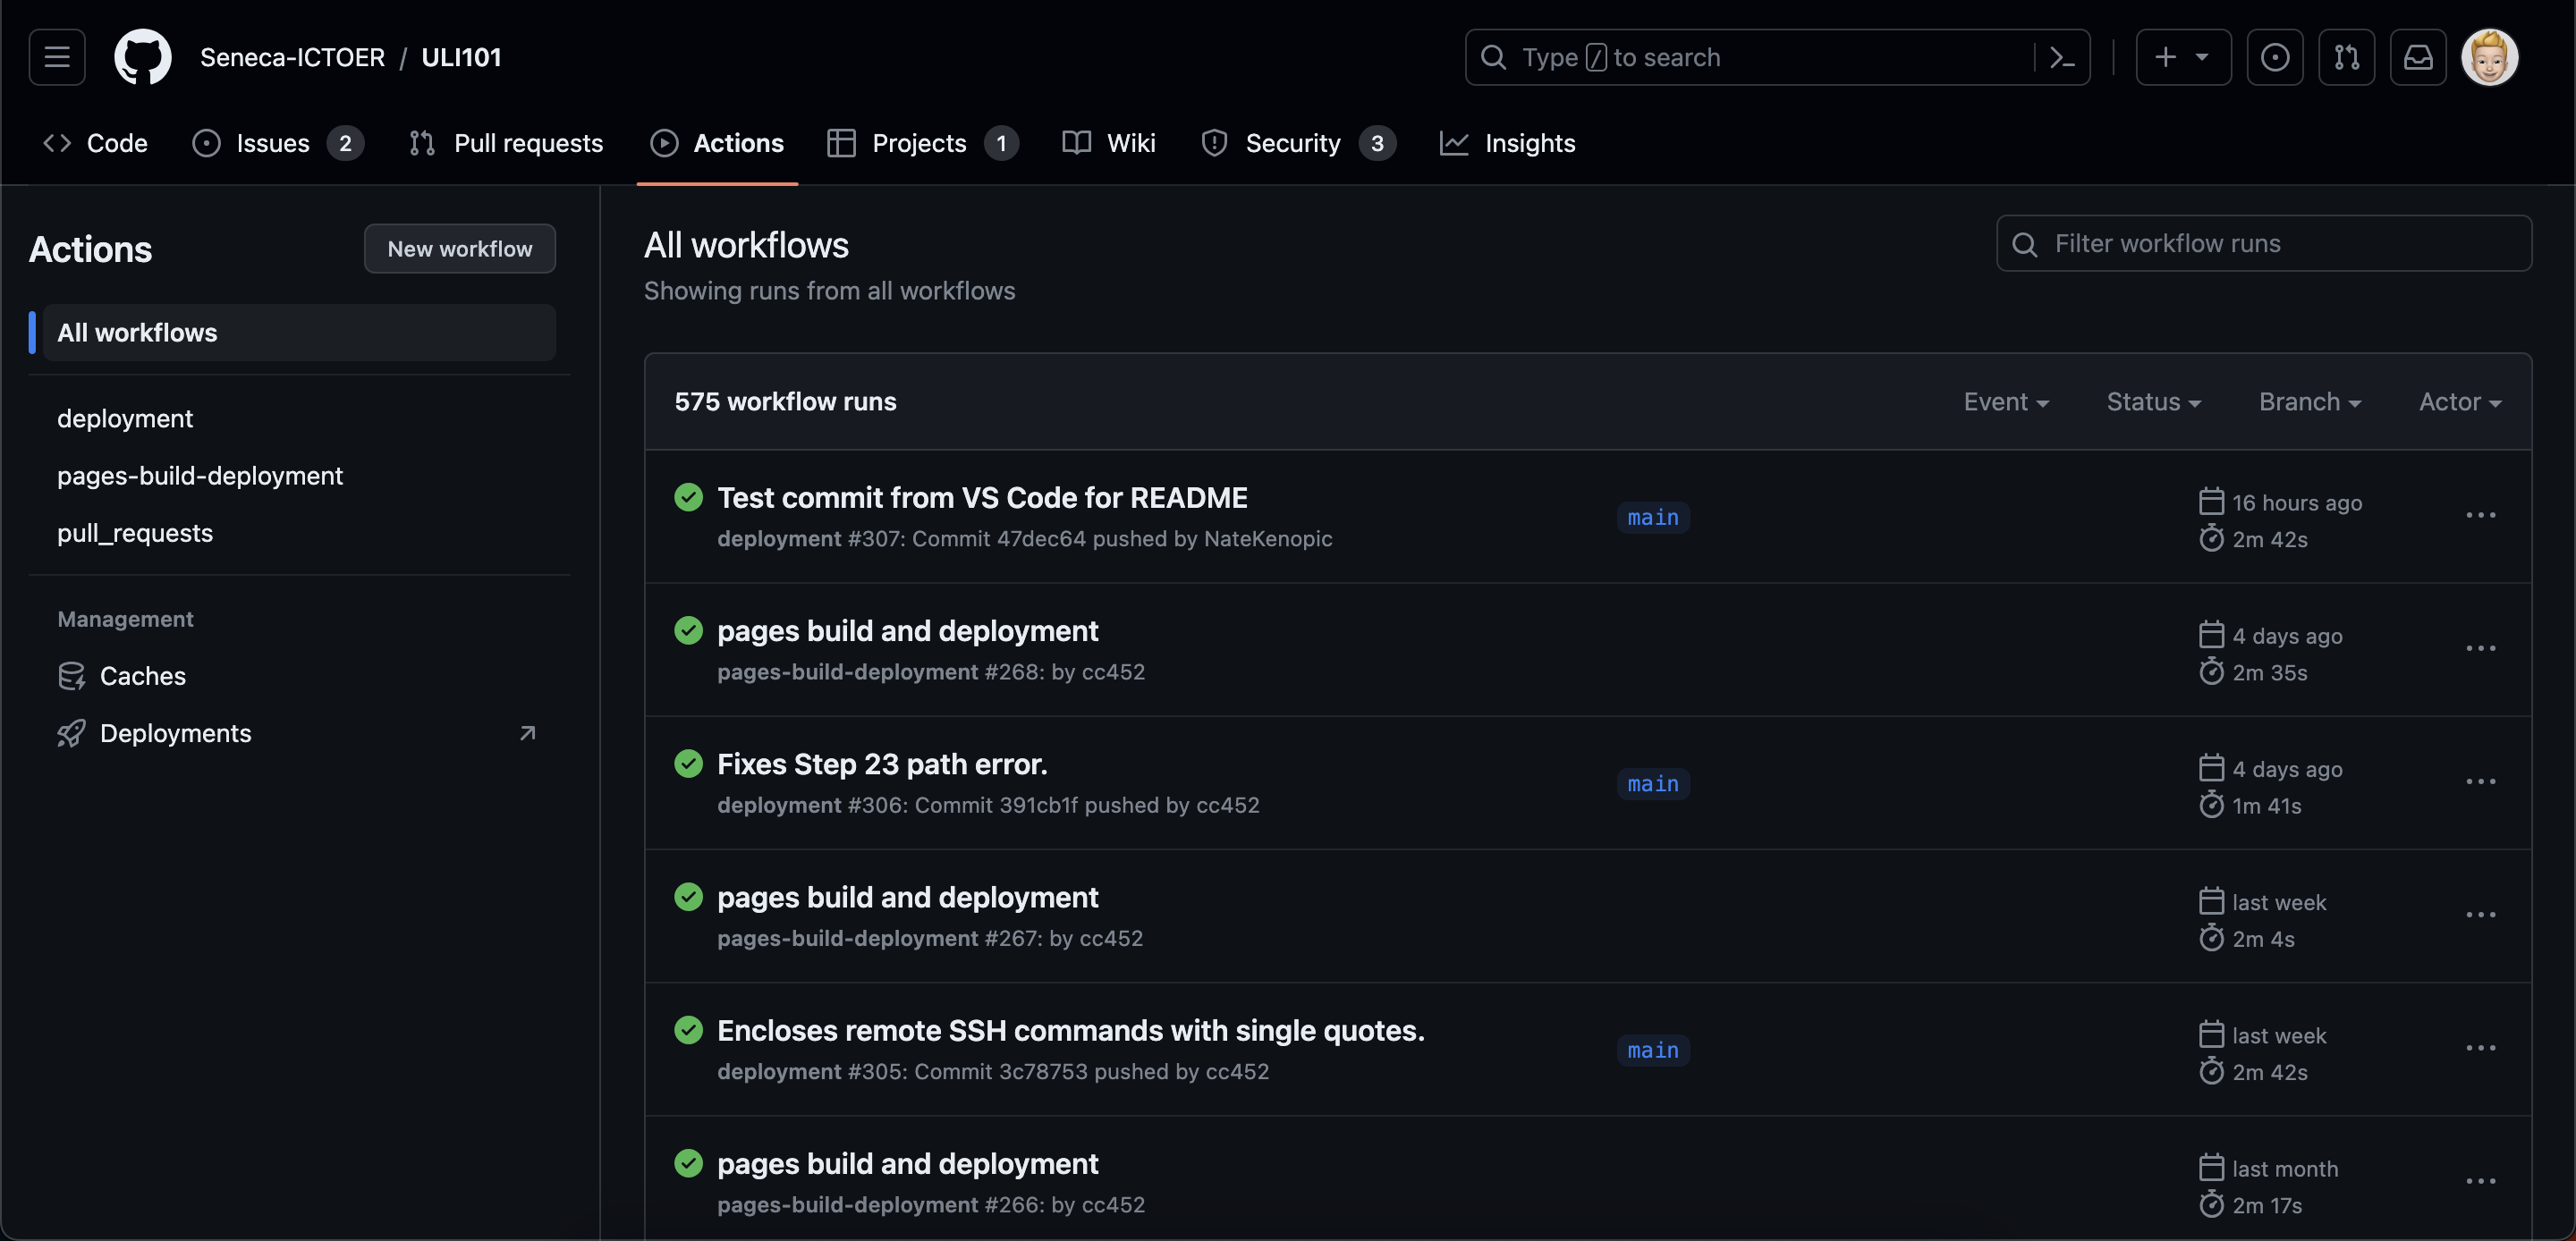 Seneca-ICTOER / ULI101
Type / to search
Code Issues 2 Pull requests Actions Projects 1 Wiki Security 3 Insights
Actions
New workflow
All workflows
deployment
pages-build-deployment
pull_requests
Management
Caches
Deployments
All workflows
Showing runs from all workflows
Filter workflow runs
575 workflow runs
Event Status Branch Actor
Test commit from VS Code for README
deployment #307: Commit 47dec64 pushed by NateKenopic
main
16 hours ago
2m 42s
pages build and deployment
pages-build-deployment #268: by cc452
4 days ago
2m 35s
Fixes Step 23 path error.
deployment #306: Commit 391cb1f pushed by cc452
main
4 days ago
1m 41s
pages build and deployment
pages-build-deployment #267: by cc452
last week
2m 4s
Encloses remote SSH commands with single quotes.
deployment #305: Commit 3c78753 pushed by cc452
main
last week
2m 42s
pages build and deployment
pages-build-deployment #266: by cc452
last month
2m 17s